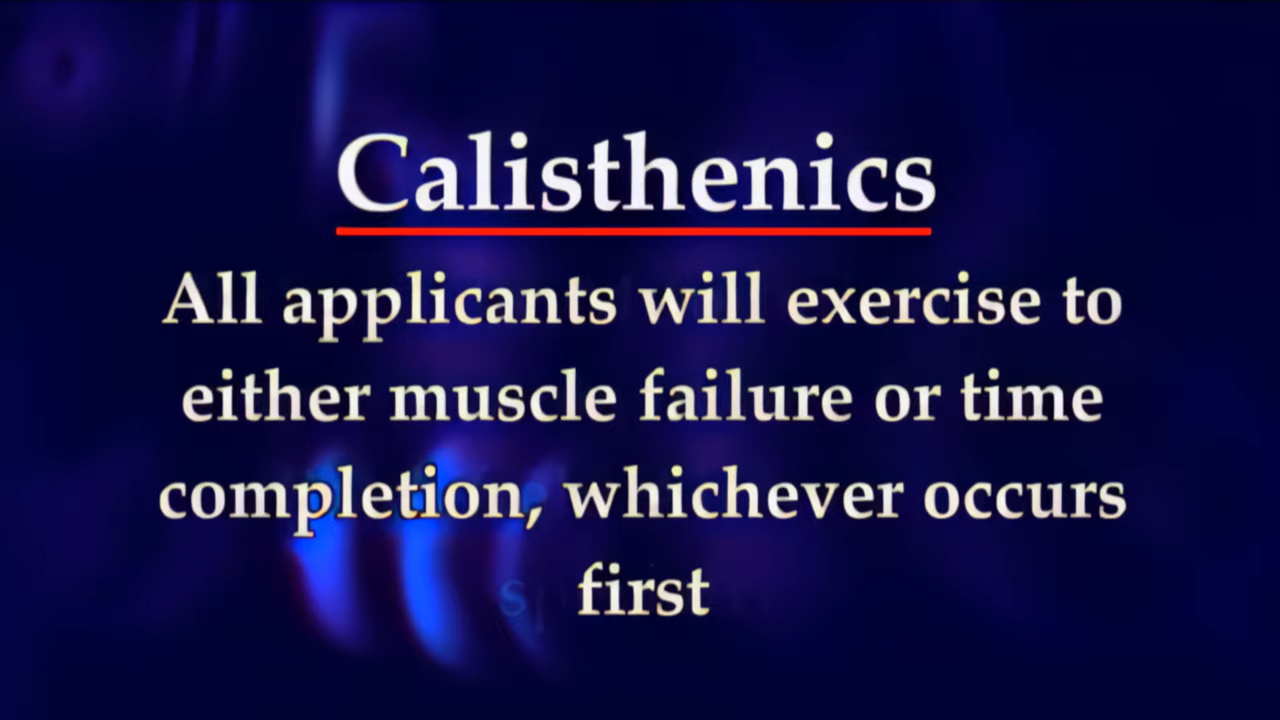 Calisthenics
All applicants will exercise to
either muscle failure or time
completion, whichever occurs
first